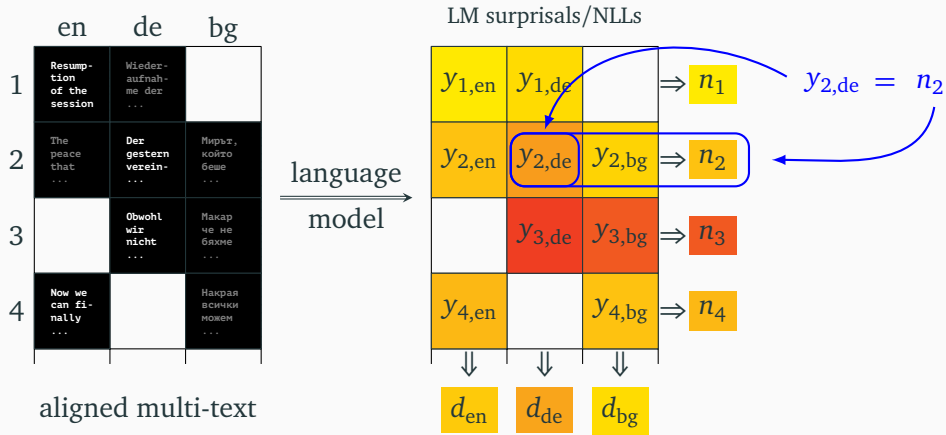 LM surprisals/NLLs
en de bg
1
Resump-
tion
of the
session
Wieder-
aufnah-
me der
...
2
The
peace
that
...
Der
gestern
verein-
...
Мирът,
който
беше
...
3
Obwohl
wir
nicht
...
Макар
че не
бяхме
...
4
Now we
can fi-
nally
...
Накрая
всички
можем
...
aligned multi-text
language
model
y1,en y1,de ⇒ n1
y2,en y2,de y2,bg ⇒ n2
y3,de y3,bg ⇒ n3
y4,en y4,bg ⇒ n4
⇓ ⇓ ⇓
den dde dbg
y2,de = n2